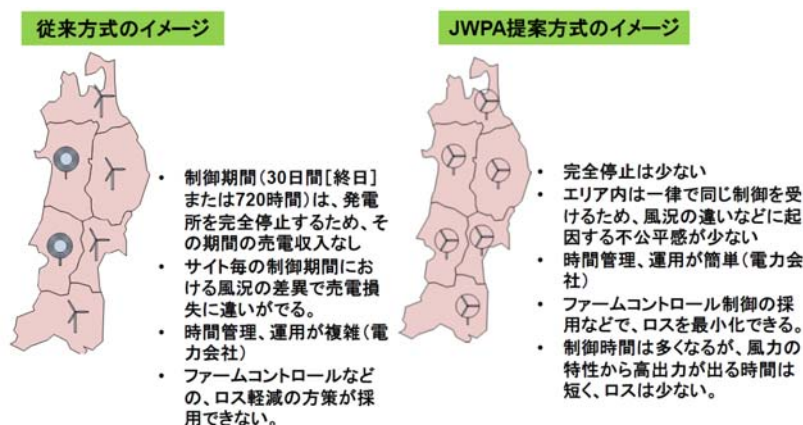 従来方式のイメージ
・ 制御期間(30日間[終日]
または720時間)は、発電
所を完全停止するため、そ
の期間の売電収入なし
・ サイト毎の制御期間にお
ける風況の差異で売電損
失に違いがでる。
・ 時間管理、運用が複雑(電
力会社)
・ ファームコントロールなど
の、ロス軽減の方策が採
用できない。
JWPA提案方式のイメージ
・ 完全停止は少ない
・ エリア内は一律で同じ制御を受
けるため、風況の違いなどに起
因する不公平感が少ない
・ 時間管理、運用が簡単(電力会
社)
・ ファームコントロール制御の採
用などで、ロスを最小化できる。
・ 制御時間は多くなるが、風力の
特性から高出力が出る時間は
短く、ロスは少ない。